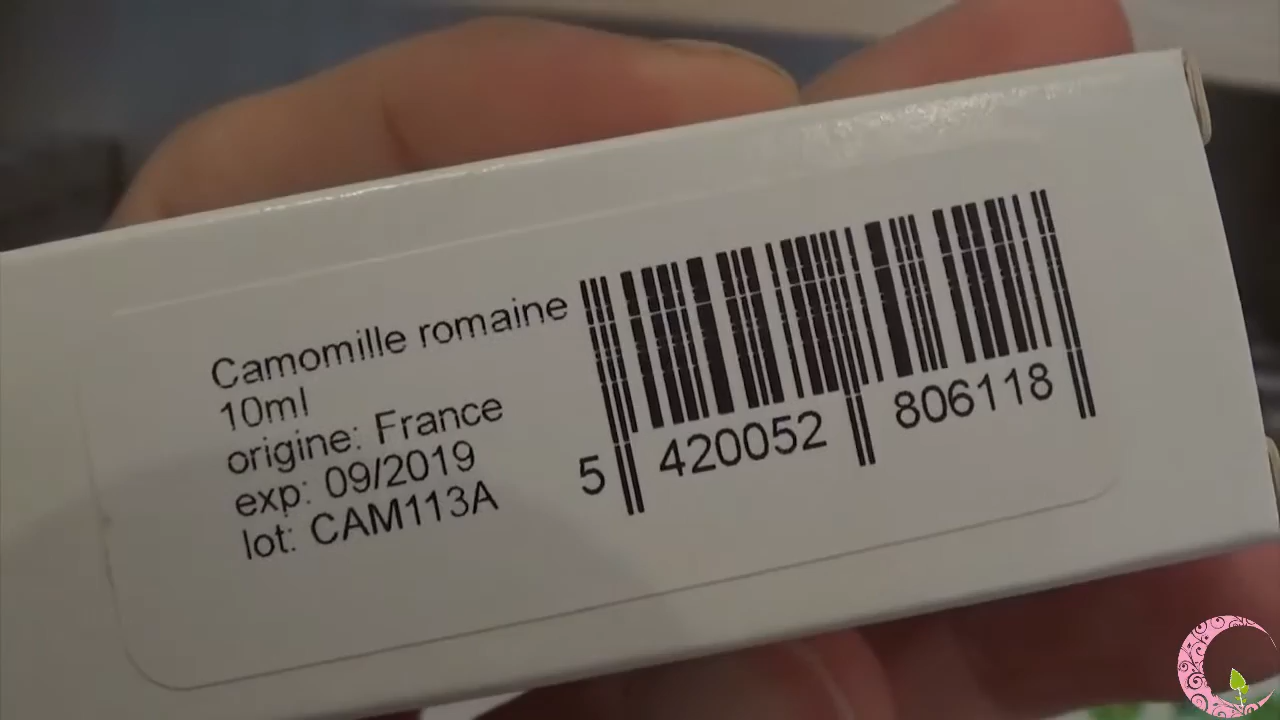 Camomille romaine
10ml
origine: France
exp: 09/2019
lot: CAM113A
5 420052 806118